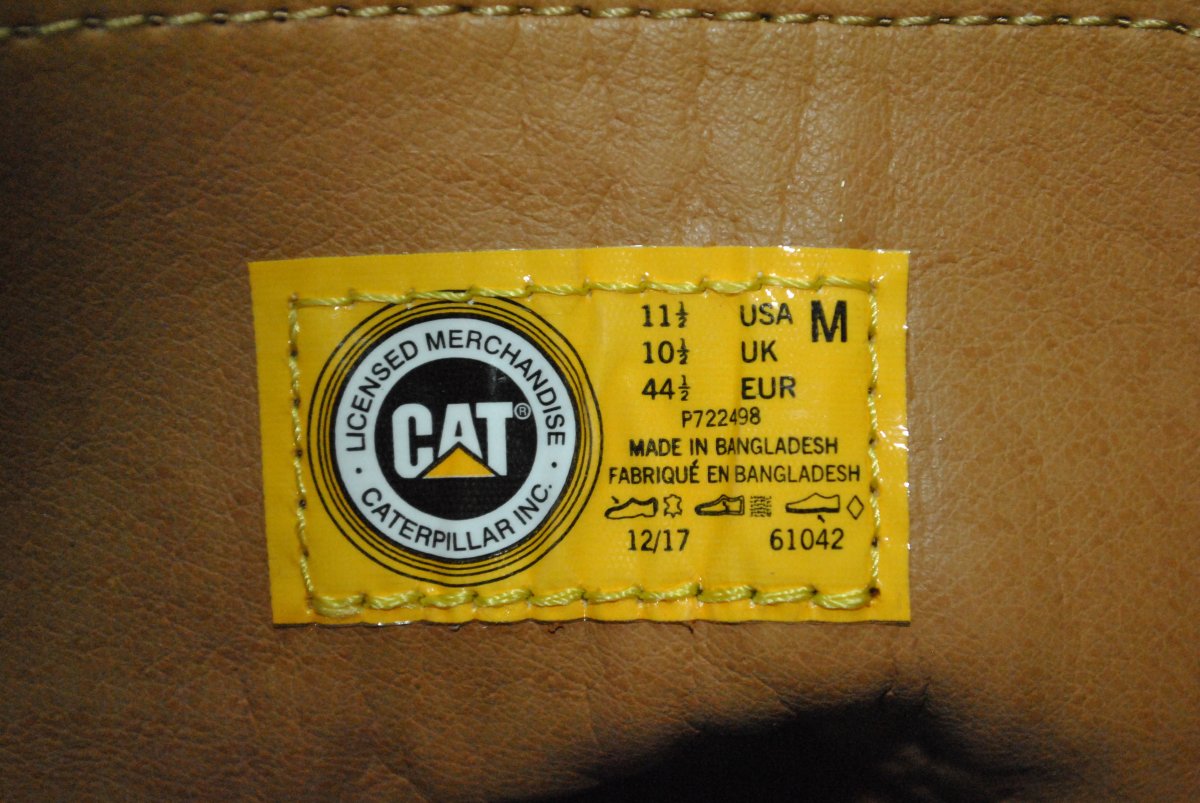 · LICENSED MERCHANDISE ·
CAT®
CATERPILLAR INC.
11½ USA M
10½ UK
44½ EUR
P722498
MADE IN BANGLADESH
FABRIQUÉ EN BANGLADESH
12/17 61042